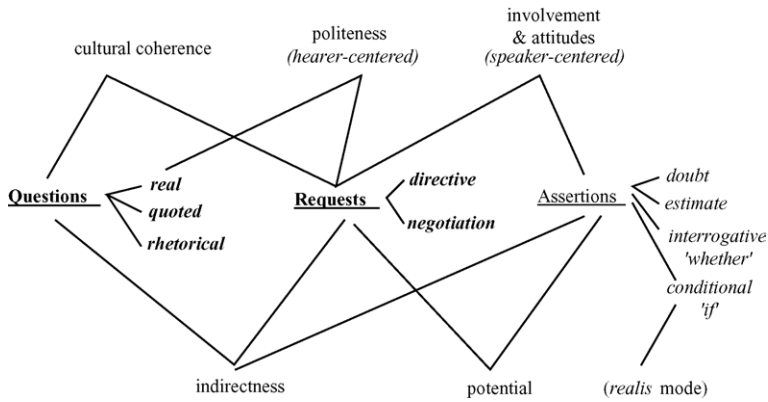 cultural coherence
politeness
(hearer-centered)
involvement
& attitudes
(speaker-centered)
Questions
real
quoted
rhetorical
Requests
directive
negotiation
Assertions
doubt
estimate
interrogative
'whether'
conditional
'if'
indirectness
potential
(realis mode)